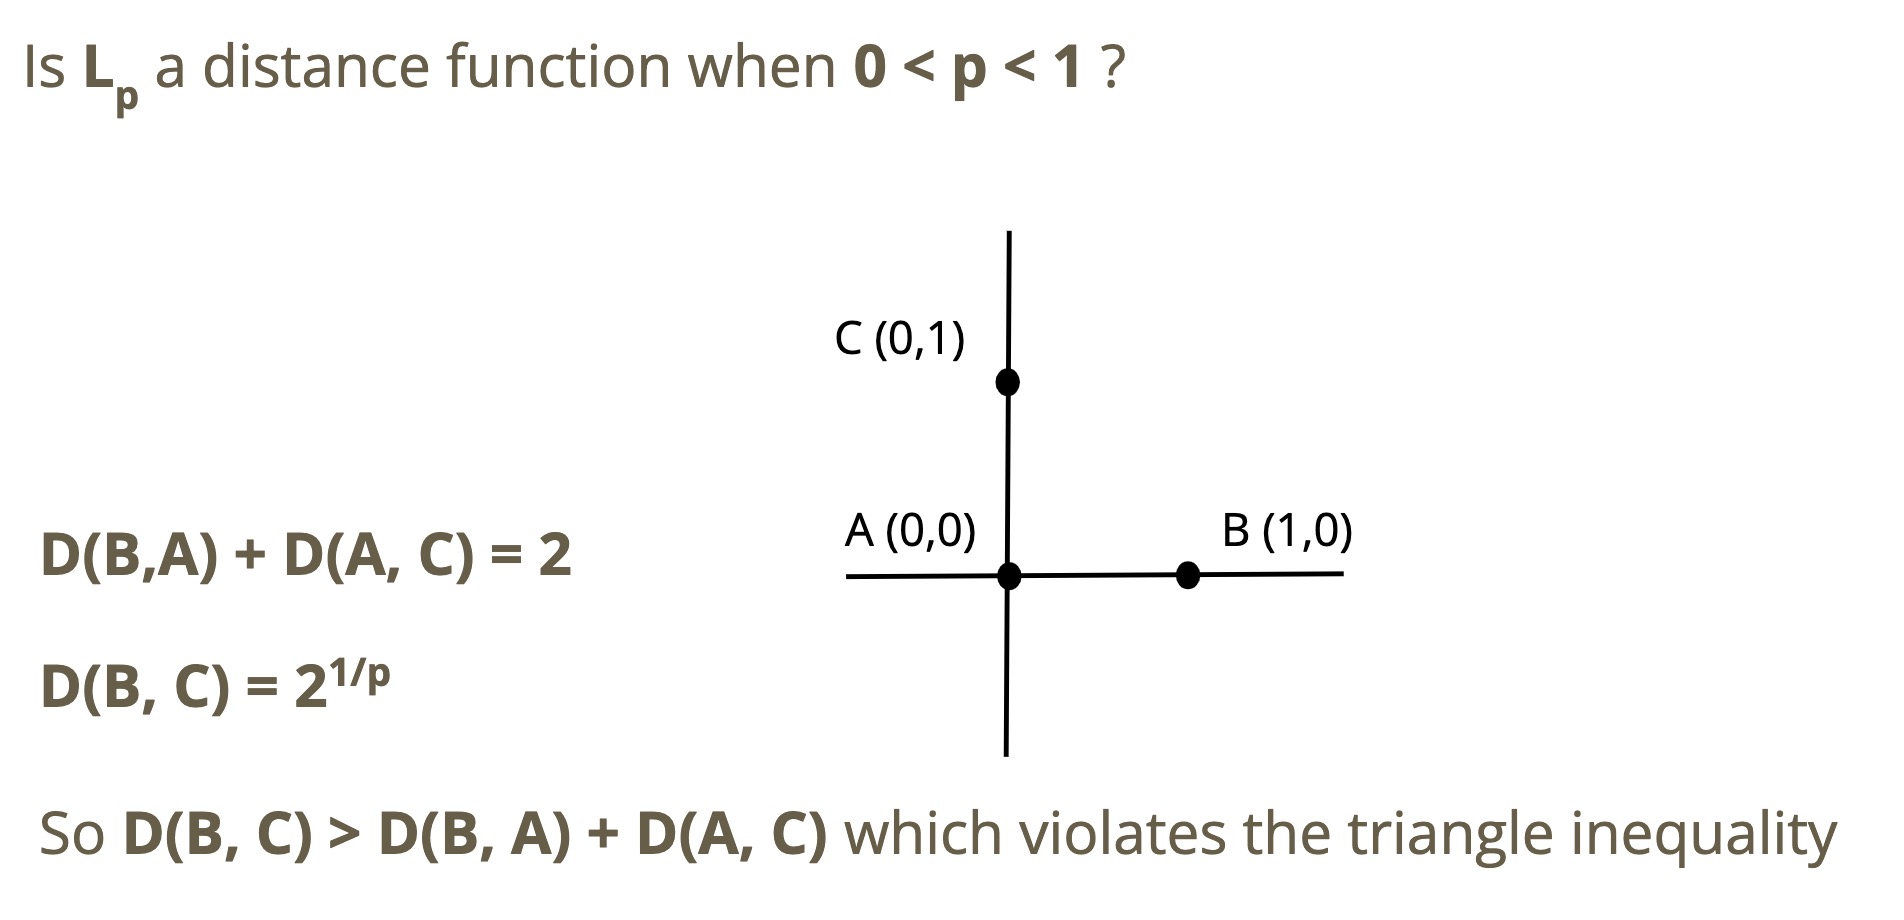 Is Lₚ a distance function when 0 < p < 1 ?
C (0,1)
A (0,0)
B (1,0)
D(B,A) + D(A, C) = 2
D(B, C) = 2^1/p
So D(B, C) > D(B, A) + D(A, C) which violates the triangle inequality